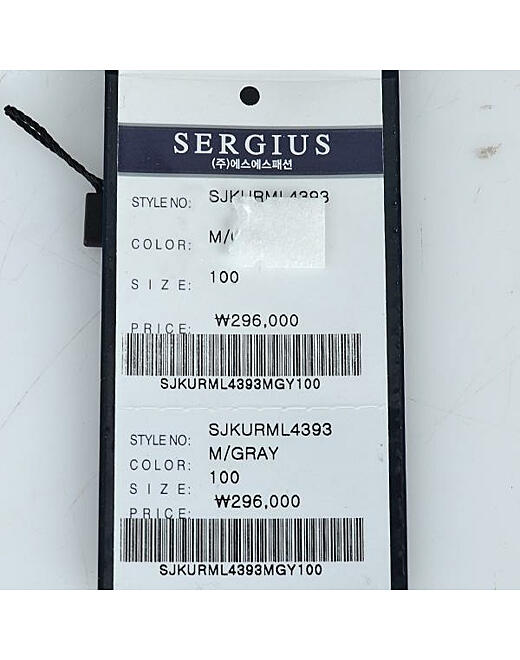 SERGIUS
(주)에스에스패션
STYLE NO: SJKURML4393
COLOR: M/
SIZE: 100
PRICE: ₩296,000
SJKURML4393MGY100
STYLE NO: SJKURML4393
COLOR: M/GRAY
SIZE: 100
PRICE: ₩296,000
SJKURML4393MGY100